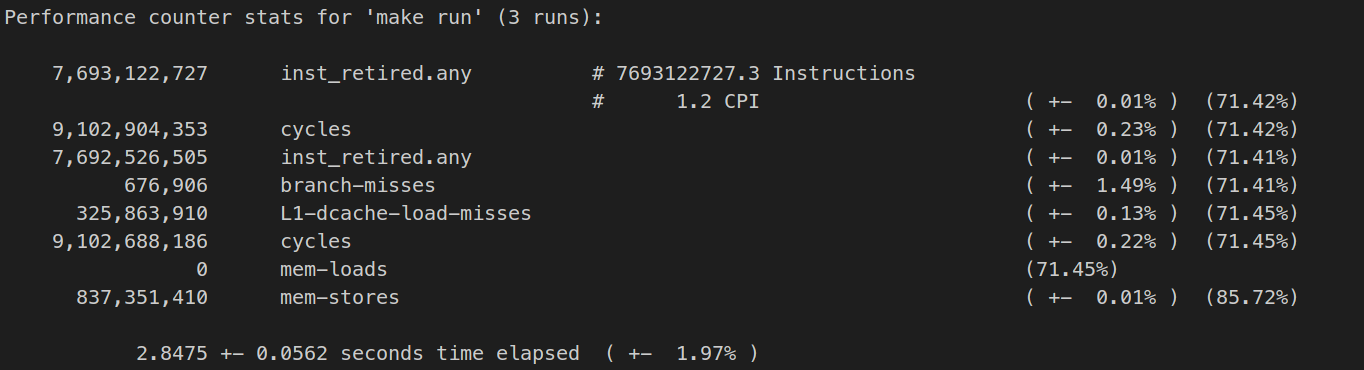 Performance counter stats for 'make run' (3 runs):
7,693,122,727 inst_retired.any # 7693122727.3 Instructions
# 1.2 CPI ( +- 0.01% ) (71.42%)
9,102,904,353 cycles ( +- 0.23% ) (71.42%)
7,692,526,505 inst_retired.any ( +- 0.01% ) (71.41%)
676,906 branch-misses ( +- 1.49% ) (71.41%)
325,863,910 L1-dcache-load-misses ( +- 0.13% ) (71.45%)
9,102,688,186 cycles ( +- 0.22% ) (71.45%)
0 mem-loads (71.45%)
837,351,410 mem-stores ( +- 0.01% ) (85.72%)
2.8475 +- 0.0562 seconds time elapsed ( +- 1.97% )